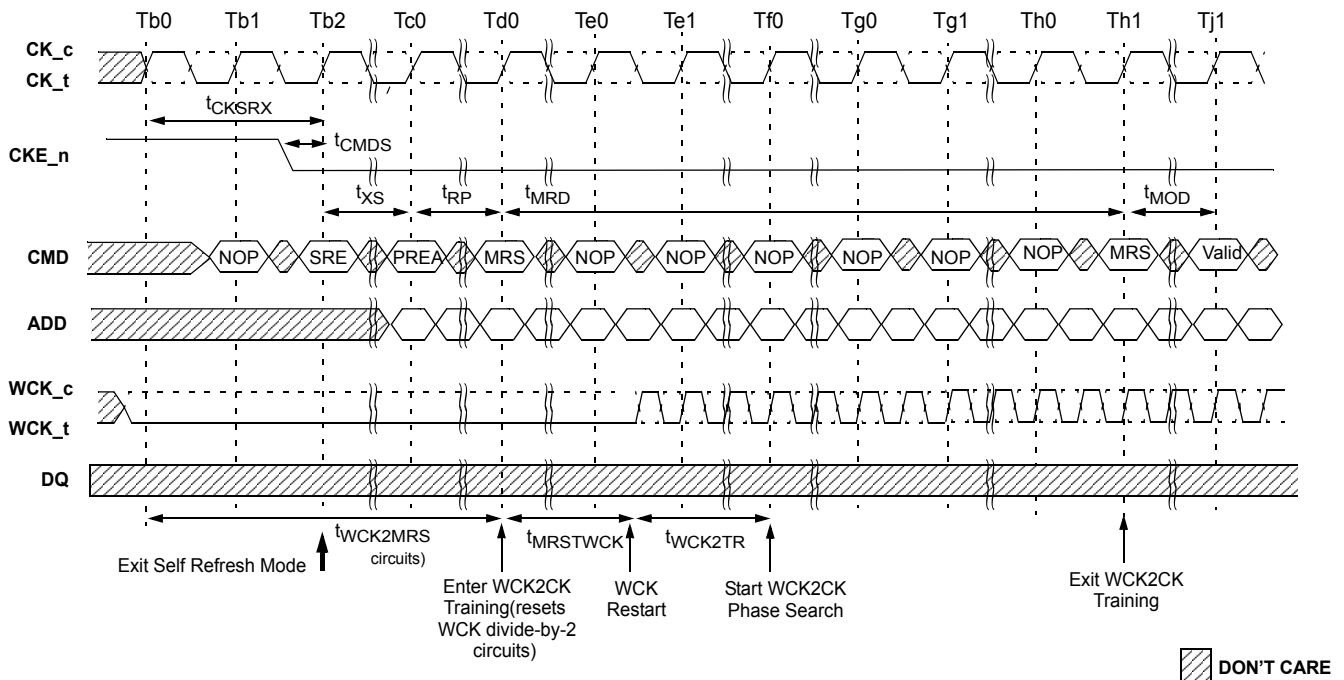 Tb0 Tb1 Tb2 Tc0 Td0 Te0 Te1 Tf0 Tg0 Tg1 Th0 Th1 Tj1
CK_c
CK_t
tCKSRX
CKE_n
tCMDS
tXS tRP tMRD tMOD
CMD
NOP SRE PREA MRS NOP NOP NOP NOP NOP NOP MRS Valid
ADD
WCK_c
WCK_t
DQ
tWCK2MRS tMRSTWCK tWCK2TR
circuits)
Exit Self Refresh Mode
Enter WCK2CK
Training(resets
WCK divide-by-2
circuits)
WCK
Restart
Start WCK2CK
Phase Search
Exit WCK2CK
Training
DON'T CARE